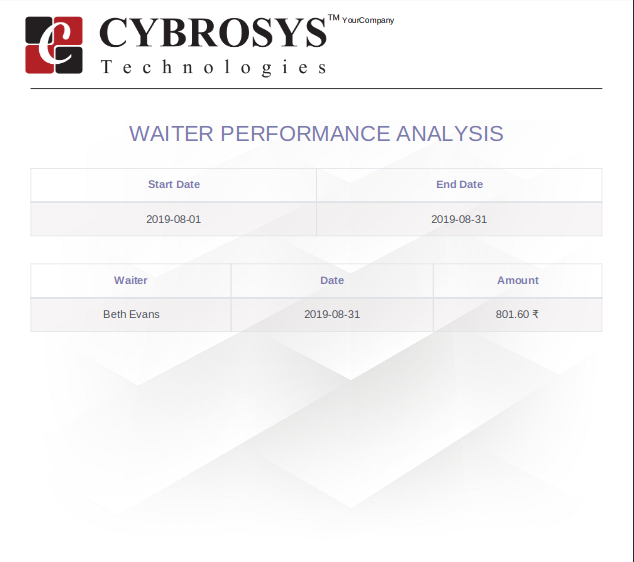 C CYBROSYS™ YourCompany
Technologies
WAITER PERFORMANCE ANALYSIS
Start Date End Date
2019-08-01 2019-08-31
Waiter Date Amount
Beth Evans 2019-08-31 801.60 ₹